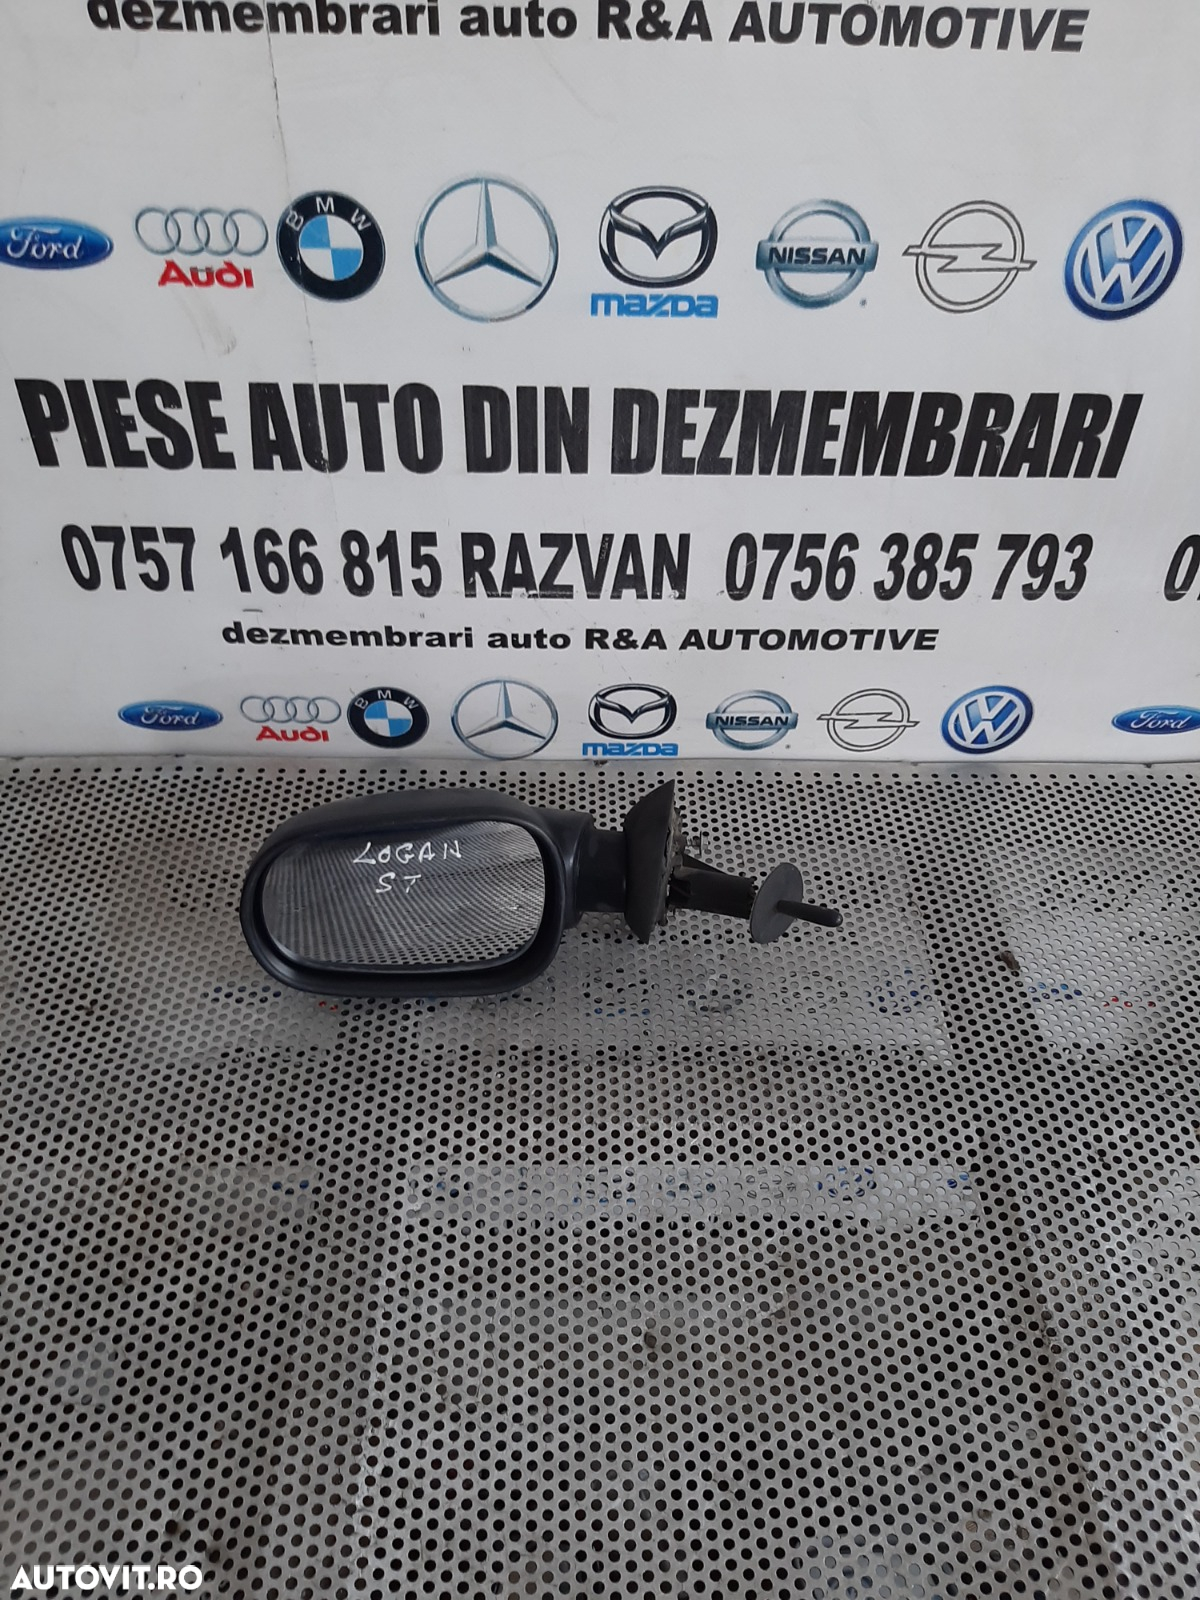 dezmembrari auto R&A AUTOMOTIVE
Ford Audi BMW mazda NISSAN
PIESE AUTO DIN DEZMEMBRARI
0757 166 815 RAZVAN 0756 385 793
dezmembrari auto R&A AUTOMOTIVE
Ford Audi BMW mazda NISSAN Ford
LOGAN
ST
AUTOVIT.RO